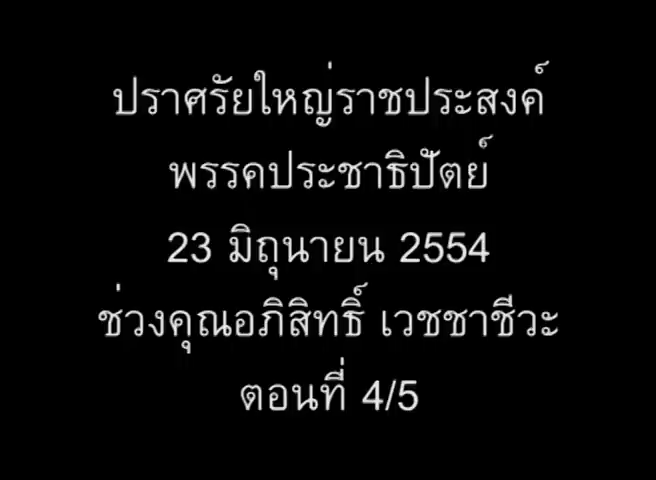 ปราศรัยใหญ่ราชประสงค์
พรรคประชาธิปัตย์
23 มิถุนายน 2554
ช่วงคุณอภิสิทธิ์ เวชชาชีวะ
ตอนที่ 4/5